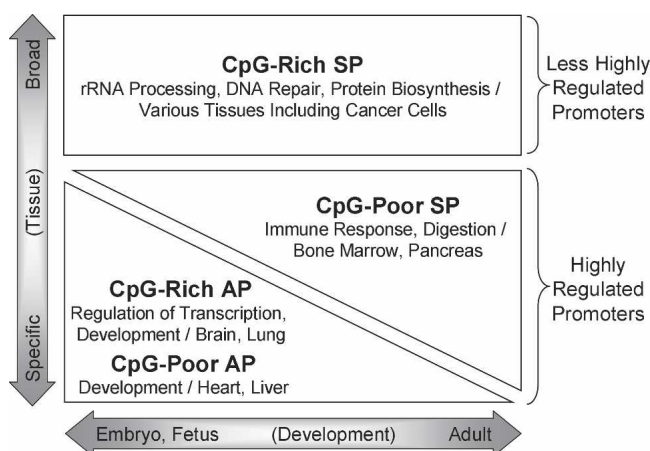 Broad
(Tissue)
Specific
CpG-Rich SP
rRNA Processing, DNA Repair, Protein Biosynthesis /
Various Tissues Including Cancer Cells
Less Highly
Regulated
Promoters
CpG-Poor SP
Immune Response, Digestion /
Bone Marrow, Pancreas
CpG-Rich AP
Regulation of Transcription,
Development / Brain, Lung
CpG-Poor AP
Development / Heart, Liver
Highly
Regulated
Promoters
Embryo, Fetus (Development) Adult